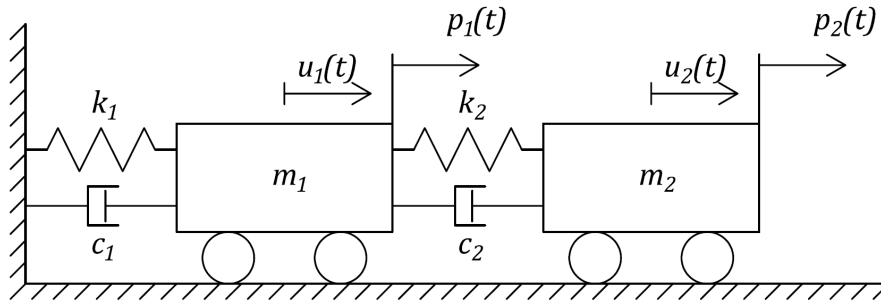 p₁(t)
p₂(t)
u₁(t)
u₂(t)
k₁
k₂
m₁
m₂
c₁
c₂